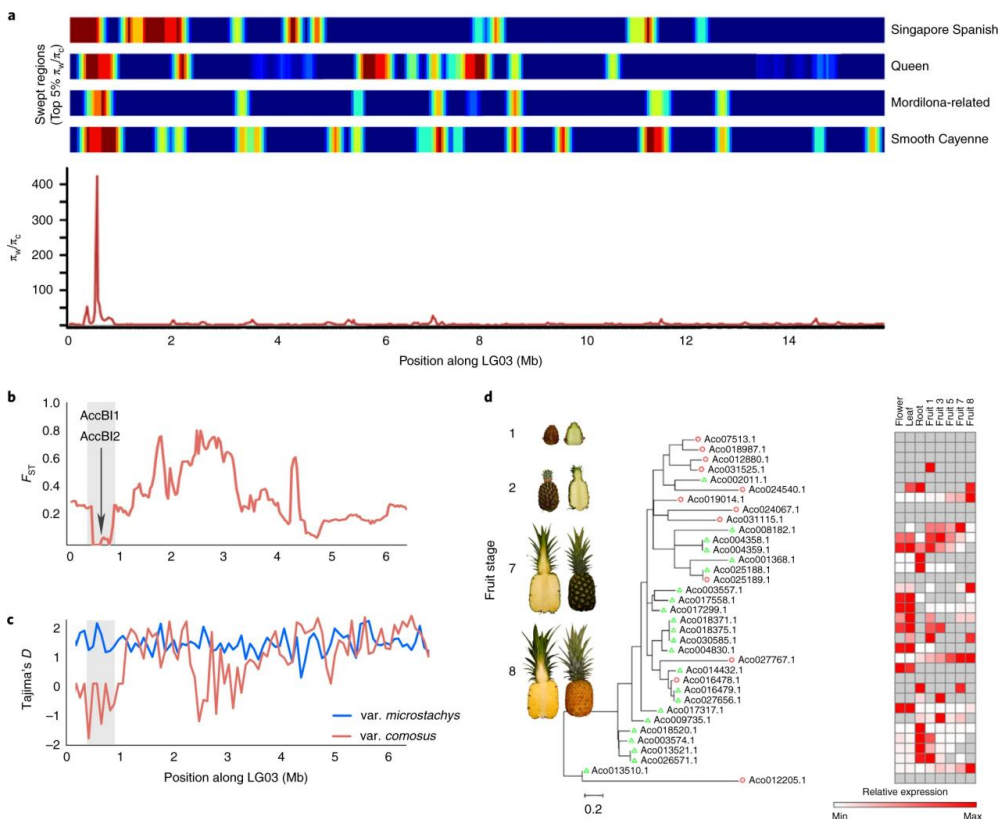 a
Swept regions
(Top 5% πw/πc)
Singapore Spanish
Queen
Mordilona-related
Smooth Cayenne
πw/πc
400
300
200
100
0 2 4 6 8 10 12 14
Position along LG03 (Mb)
b
FST
1.0
0.8
0.6
0.4
0.2
AccBI1
AccBI2
0 1 2 3 4 5 6
c
Tajima's D
2
1
0
–1
–2
var. microstachys
var. comosus
0 1 2 3 4 5 6
Position along LG03 (Mb)
d
Fruit stage
1
2
7
8
Aco07513.1
Aco018987.1
Aco012880.1
Aco031525.1
Aco002011.1
Aco024540.1
Aco019014.1
Aco024067.1
Aco031115.1
Aco008182.1
Aco004358.1
Aco004359.1
Aco001368.1
Aco025188.1
Aco025189.1
Aco003557.1
Aco017558.1
Aco017299.1
Aco018371.1
Aco018375.1
Aco030585.1
Aco004830.1
Aco027767.1
Aco014432.1
Aco016478.1
Aco016479.1
Aco027656.1
Aco017317.1
Aco009735.1
Aco018520.1
Aco003574.1
Aco013521.1
Aco026571.1
Aco013510.1
Aco012205.1
0.2
Flower
Leaf
Root
Fruit 1
Fruit 3
Fruit 5
Fruit 7
Fruit 8
Relative expression
Min Max